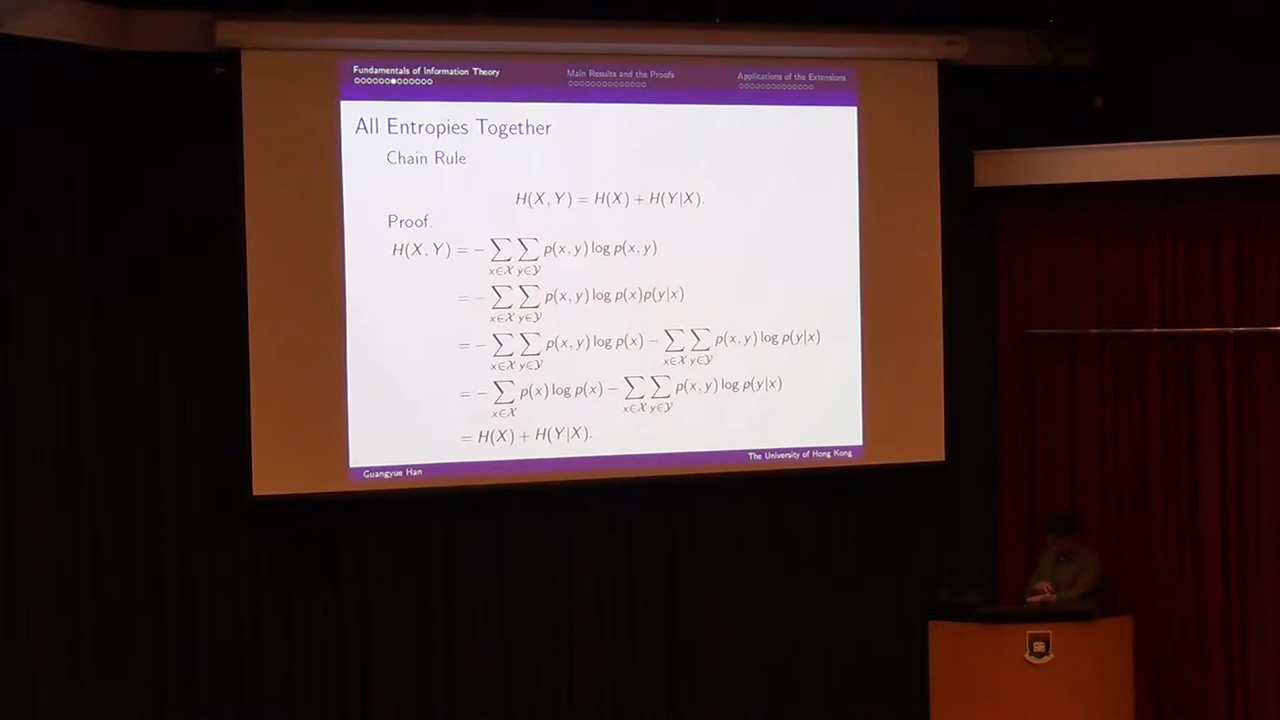 Fundamentals of Information Theory
Main Results and the Proofs
Applications of the Extensions
All Entropies Together
Chain Rule
H(X, Y) = H(X) + H(Y|X).
Proof.
H(X, Y) = − ∑x∈𝒳 ∑y∈𝒴 p(x, y) log p(x, y)
= − ∑x∈𝒳 ∑y∈𝒴 p(x, y) log p(x)p(y|x)
= − ∑x∈𝒳 ∑y∈𝒴 p(x, y) log p(x) − ∑x∈𝒳 ∑y∈𝒴 p(x, y) log p(y|x)
= − ∑x∈𝒳 p(x) log p(x) − ∑x∈𝒳 ∑y∈𝒴 p(x, y) log p(y|x)
= H(X) + H(Y|X).
Guangyue Han
The University of Hong Kong